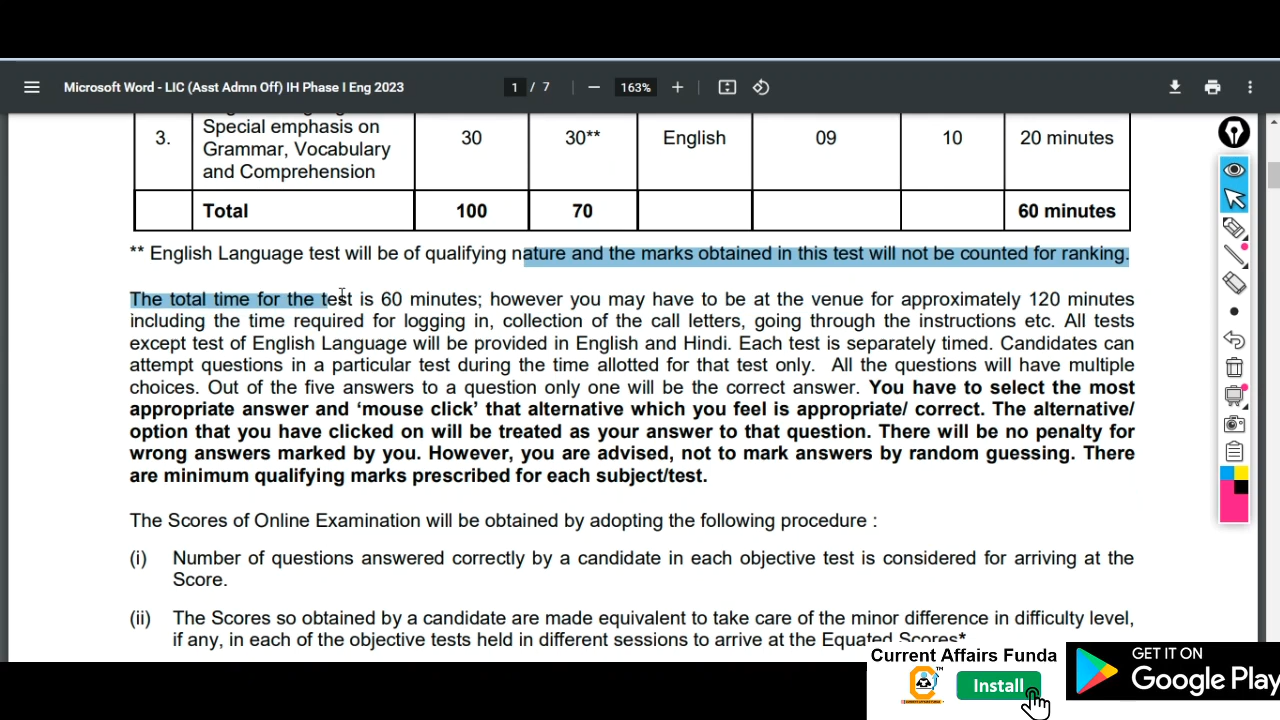 Microsoft Word - LIC (Asst Admn Off) IH Phase I Eng 2023
1 / 7
163%
3.
Special emphasis on
Grammar, Vocabulary
and Comprehension
30
30**
English
09
10
20 minutes
Total
100
70
60 minutes
** English Language test will be of qualifying nature and the marks obtained in this test will not be counted for ranking.
The total time for the test is 60 minutes; however you may have to be at the venue for approximately 120 minutes
including the time required for logging in, collection of the call letters, going through the instructions etc. All tests
except test of English Language will be provided in English and Hindi. Each test is separately timed. Candidates can
attempt questions in a particular test during the time allotted for that test only. All the questions will have multiple
choices. Out of the five answers to a question only one will be the correct answer. You have to select the most
appropriate answer and ‘mouse click’ that alternative which you feel is appropriate/ correct. The alternative/
option that you have clicked on will be treated as your answer to that question. There will be no penalty for
wrong answers marked by you. However, you are advised, not to mark answers by random guessing. There
are minimum qualifying marks prescribed for each subject/test.
The Scores of Online Examination will be obtained by adopting the following procedure :
(i) Number of questions answered correctly by a candidate in each objective test is considered for arriving at the
Score.
(ii) The Scores so obtained by a candidate are made equivalent to take care of the minor difference in difficulty level,
if any, in each of the objective tests held in different sessions to arrive at the Equated Scores*
Current Affairs Funda
Install
GET IT ON
Google Play